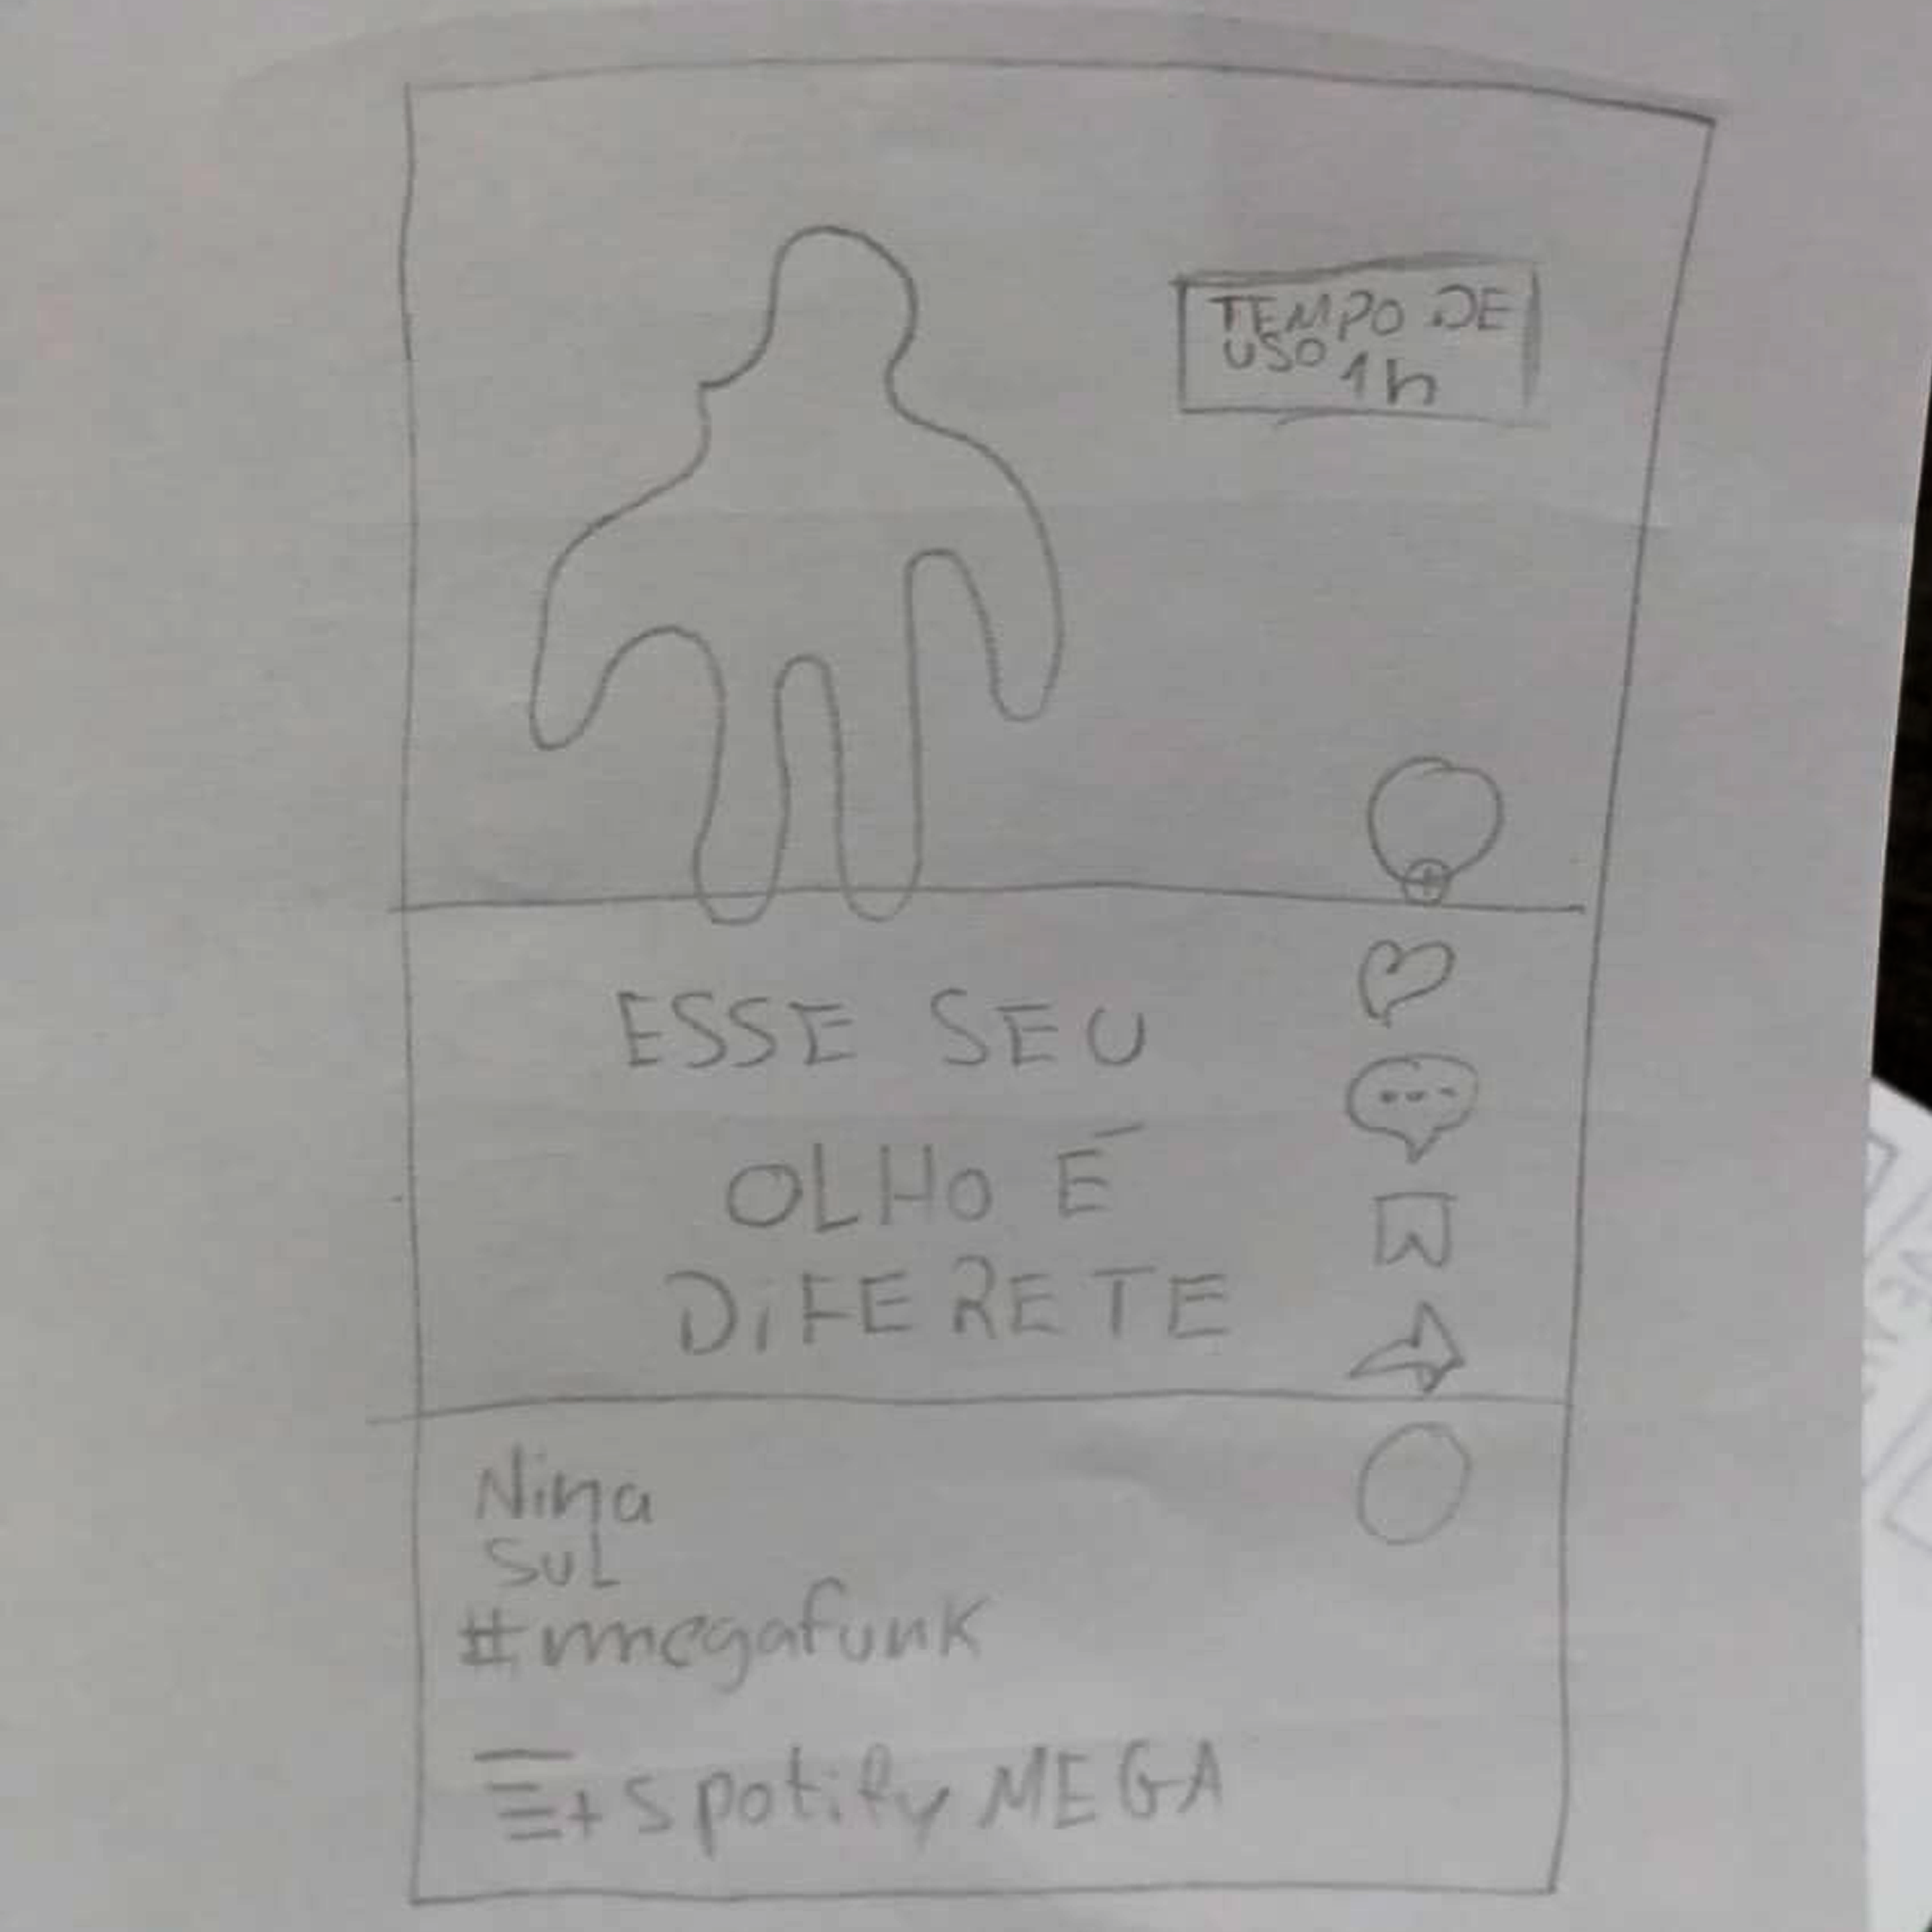 TEMPO DE
USO 1h
ESSE SEU
OLHO É
DiFERETE
Nina
SUL
#megafunk
+ Spotify MEGA